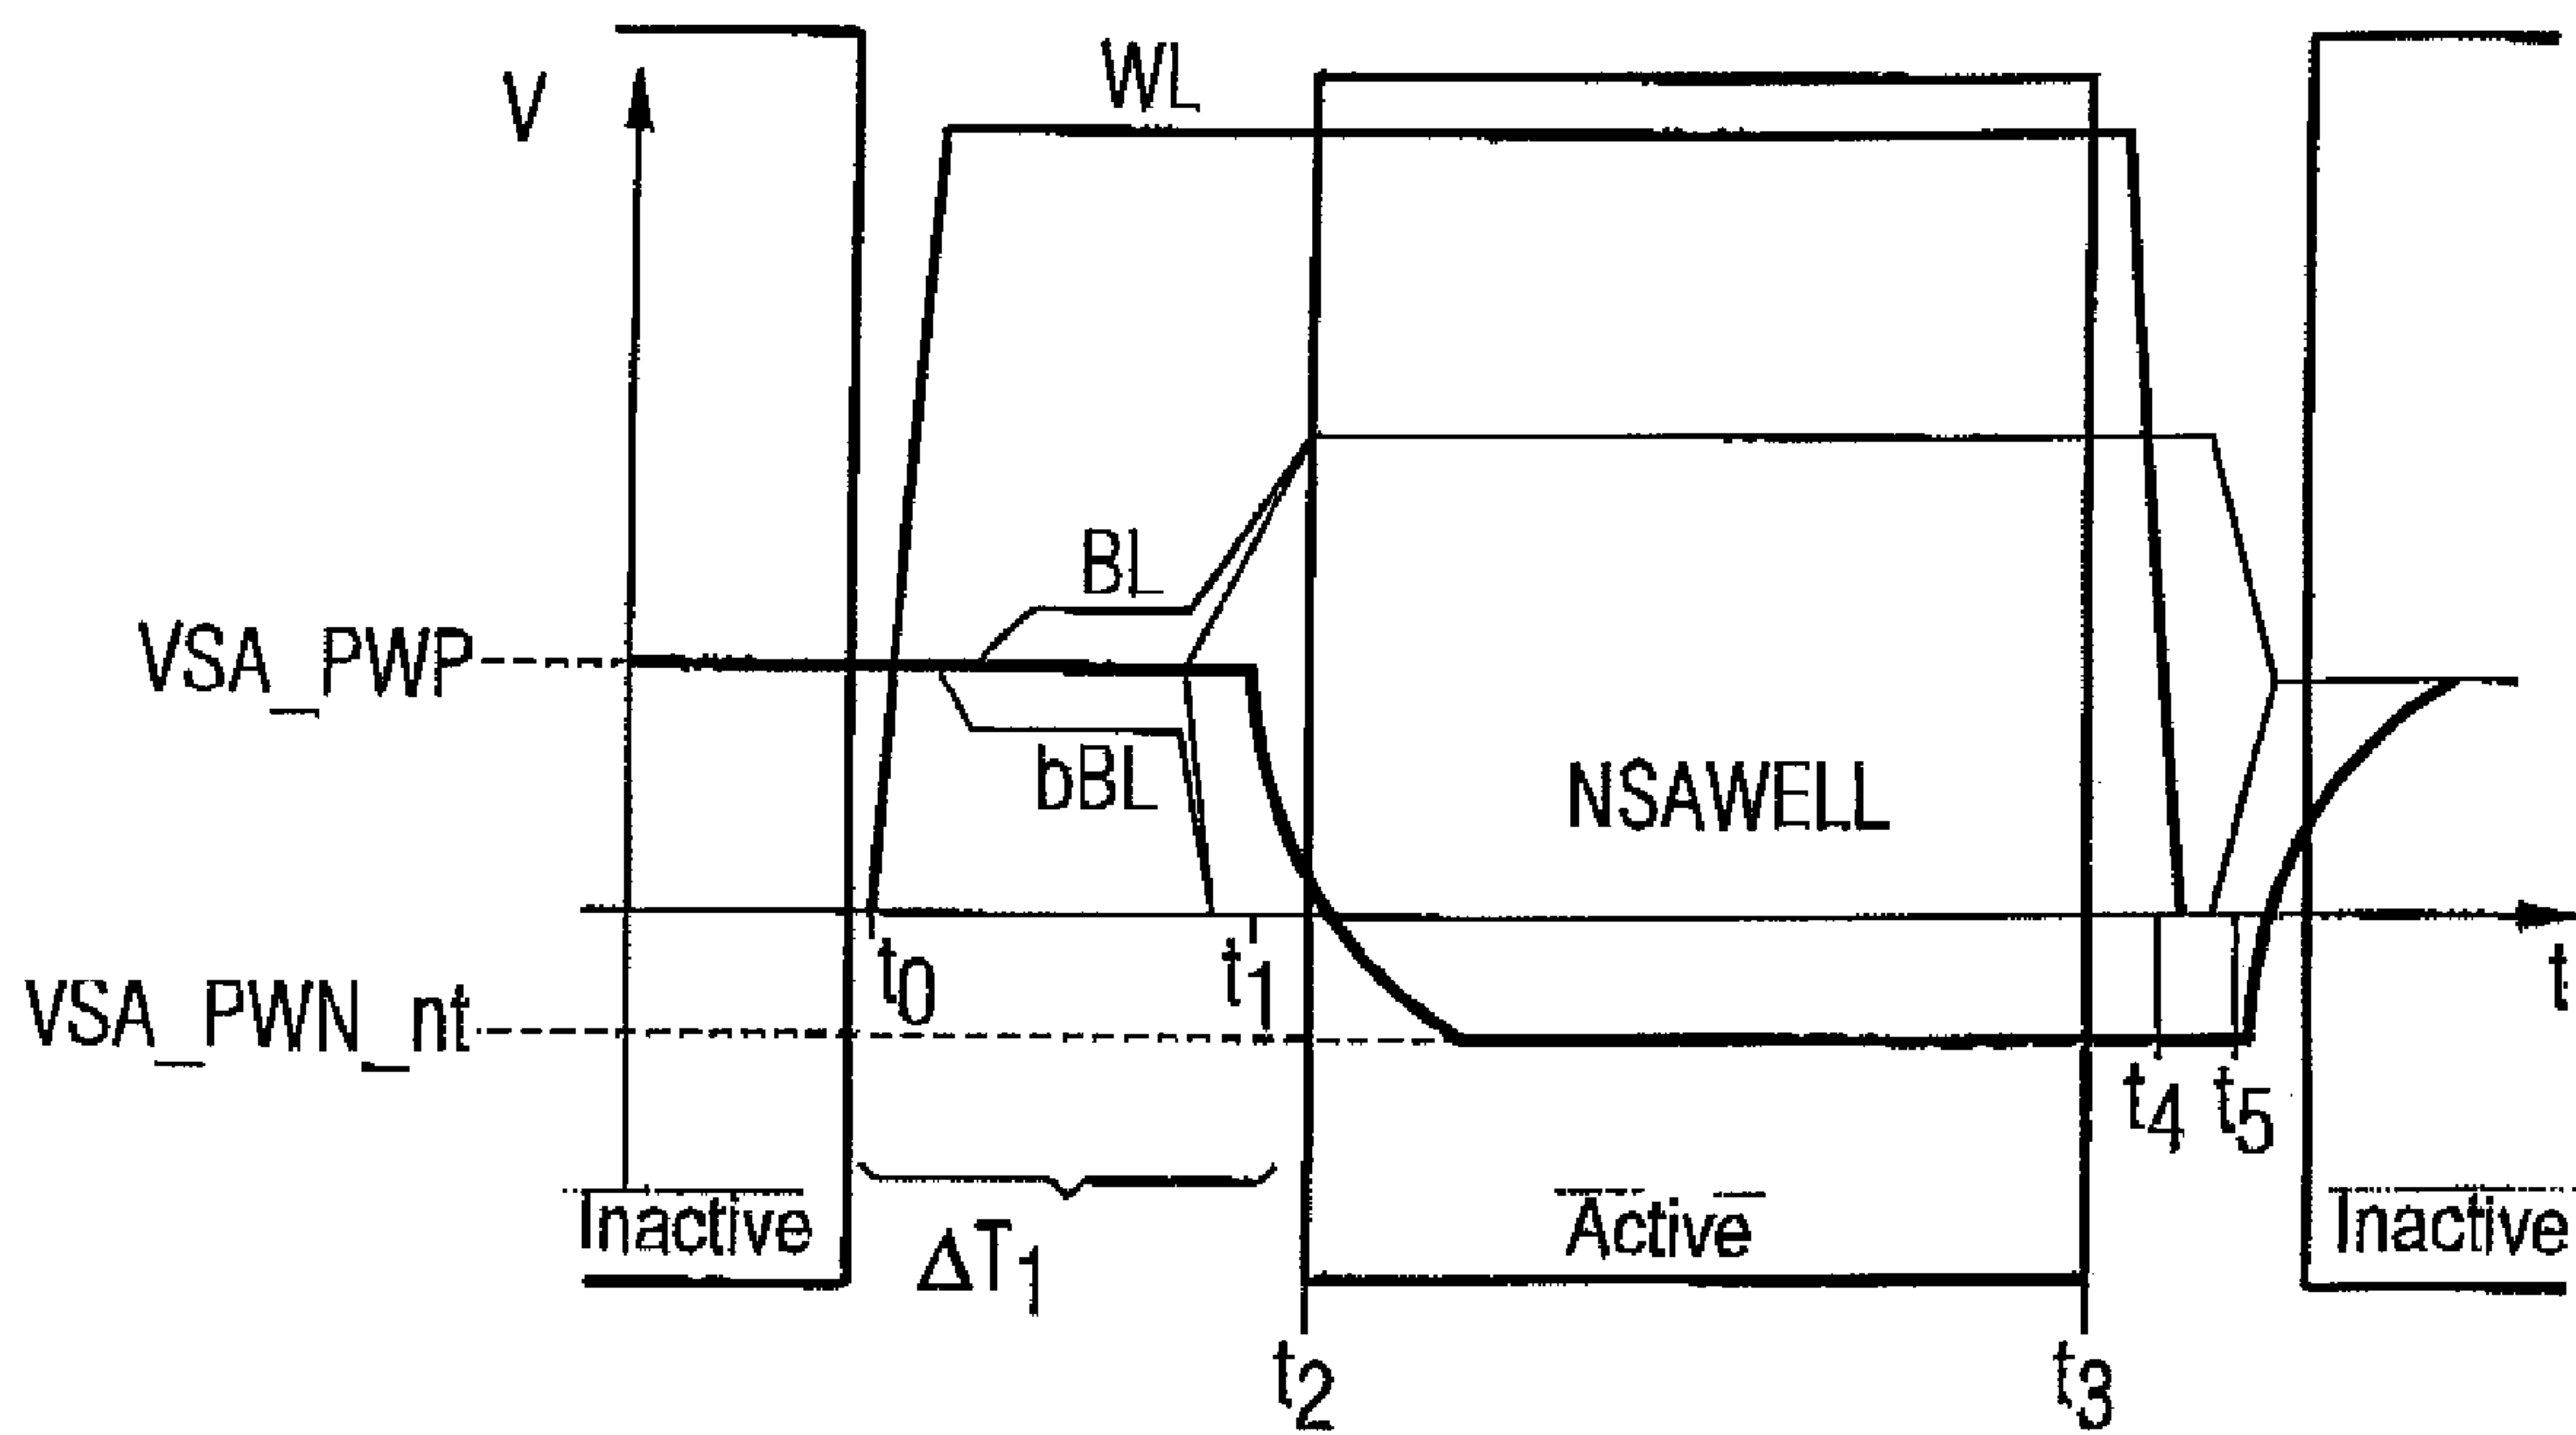 V
WL
BL
VSA_PWP
bBL
NSAWELL
t0
t1
t
VSA_PWN_nt
t4
t5
Inactive
Active
Inactive
ΔT1
t2
t3